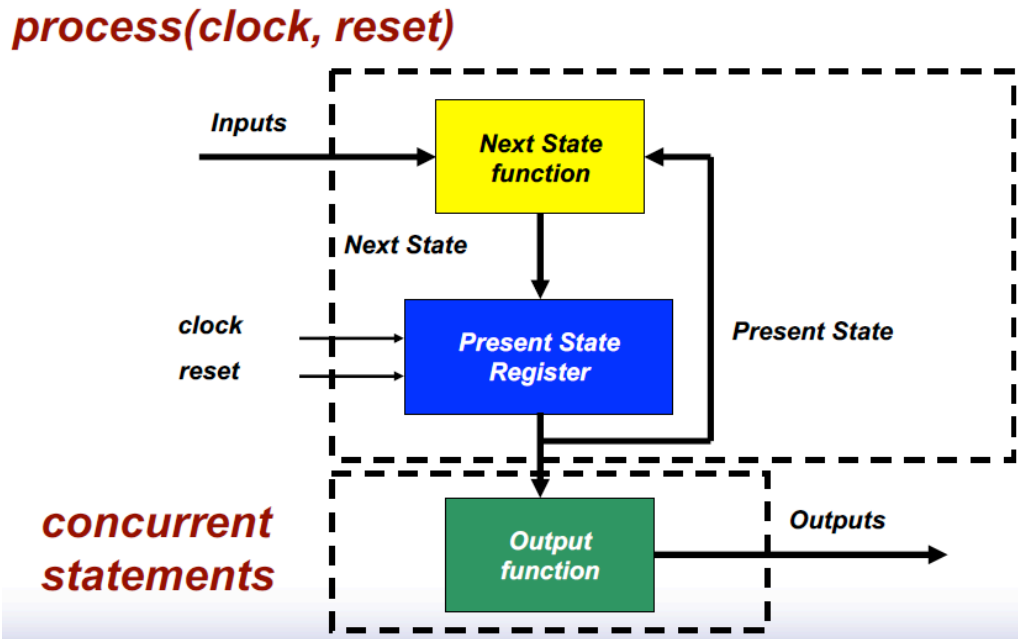 process(clock, reset)
Inputs
Next State
function
Next State
clock
reset
Present State
Register
Present State
concurrent
statements
Output
function
Outputs